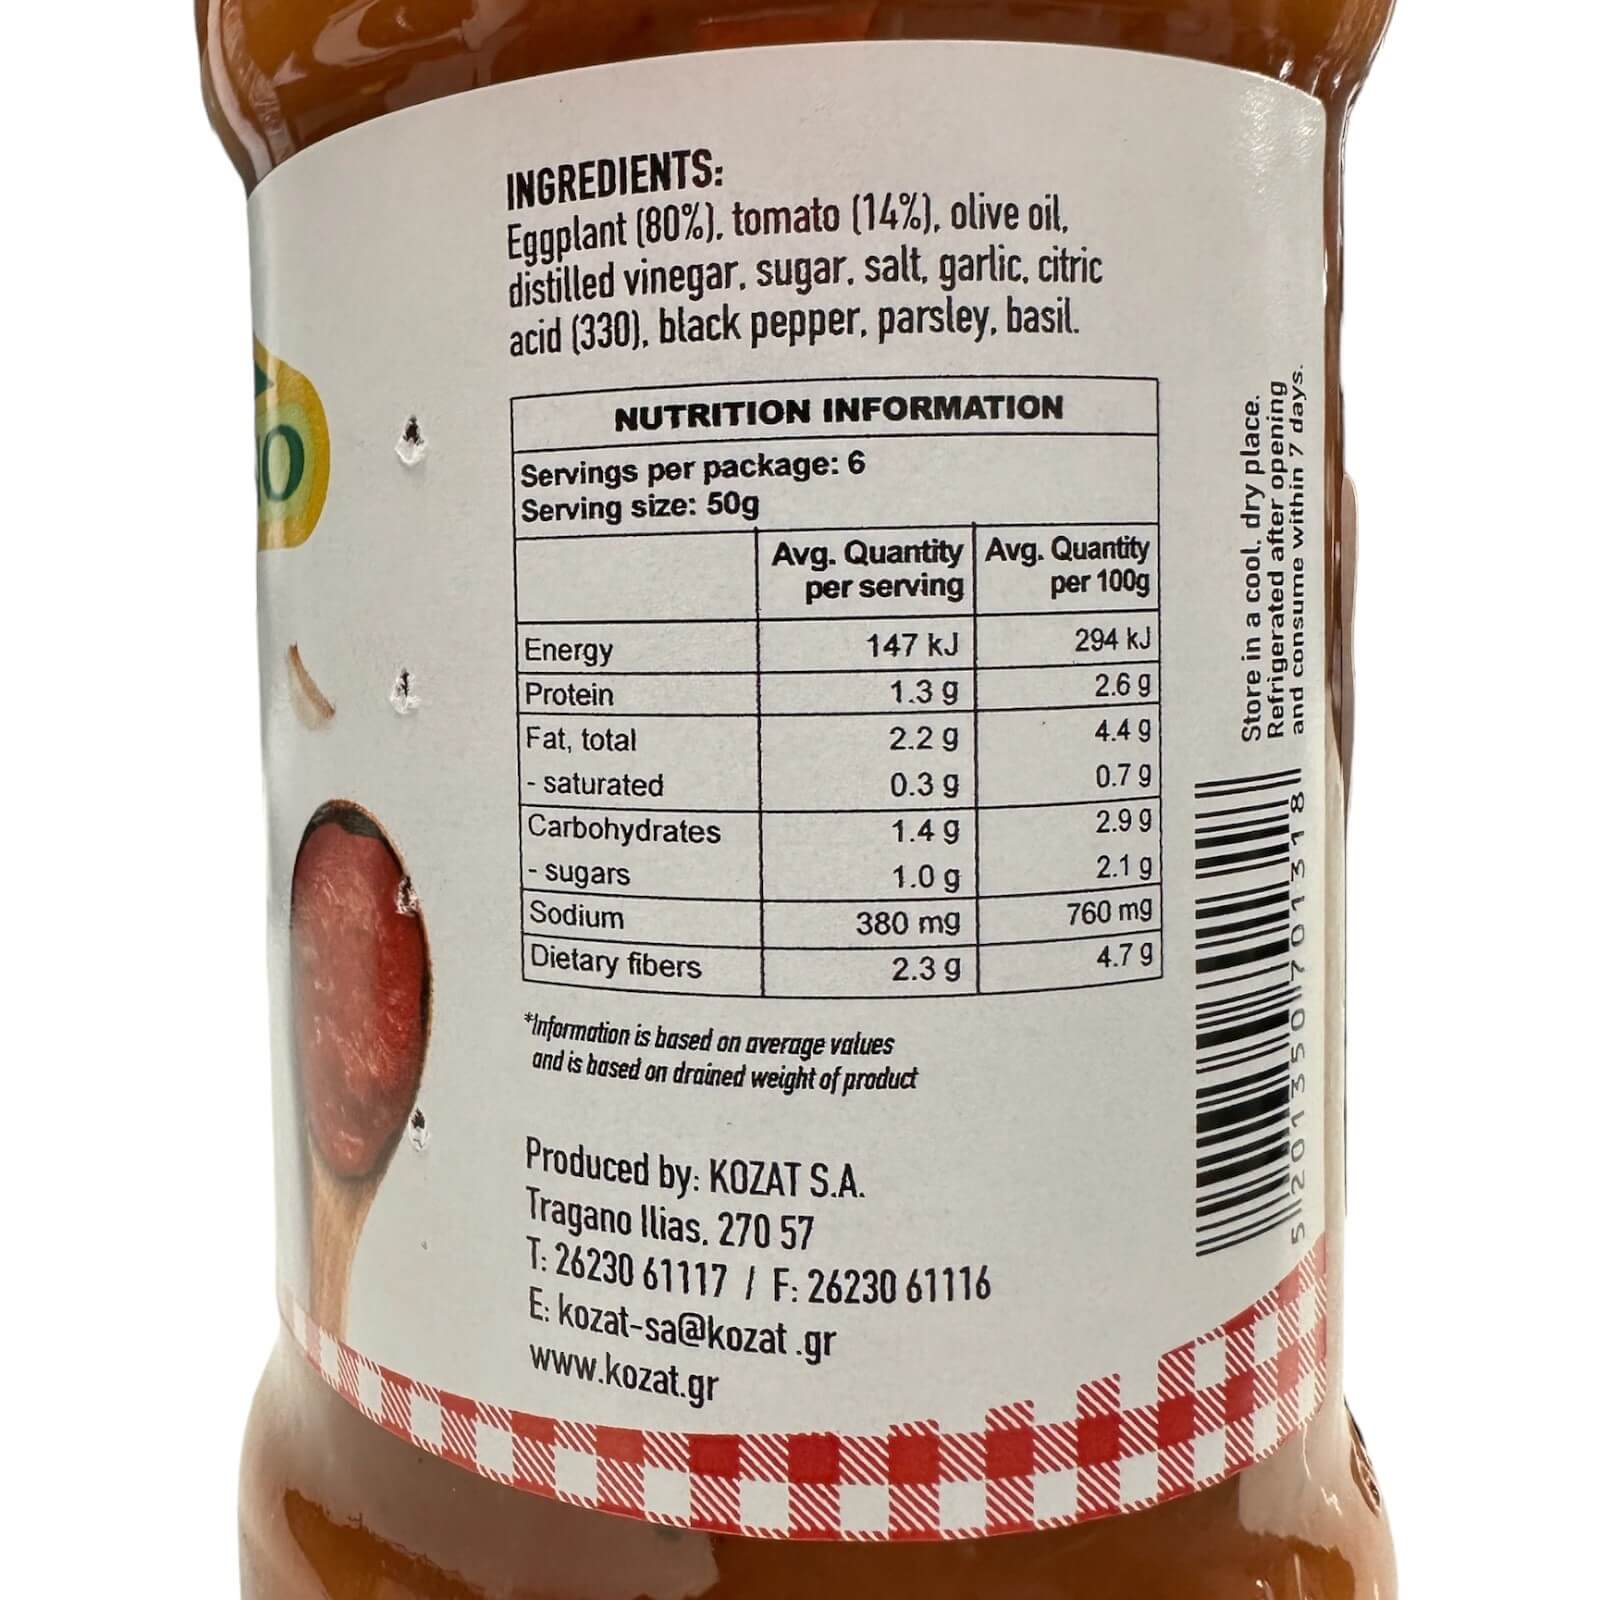 INGREDIENTS:
Eggplant (80%), tomato (14%), olive oil,
distilled vinegar, sugar, salt, garlic, citric
acid (330), black pepper, parsley, basil.
NUTRITION INFORMATION
Servings per package: 6
Serving size: 50g
Avg. Quantity per serving Avg. Quantity per 100g
Energy 147 kJ 294 kJ
Protein 1.3 g 2.6 g
Fat, total 2.2 g 4.4 g
- saturated 0.3 g 0.7 g
Carbohydrates 1.4 g 2.9 g
- sugars 1.0 g 2.1 g
Sodium 380 mg 760 mg
Dietary fibers 2.3 g 4.7 g
*Information is based on average values
and is based on drained weight of product
Produced by: KOZAT S.A.
Tragano Ilias. 270 57
T: 26230 61117 / F: 26230 61116
E: kozat-sa@kozat .gr
www.kozat.gr
Store in a cool. dry place.
Refrigerated after opening
and consume within 7 days.
5 201350 701318